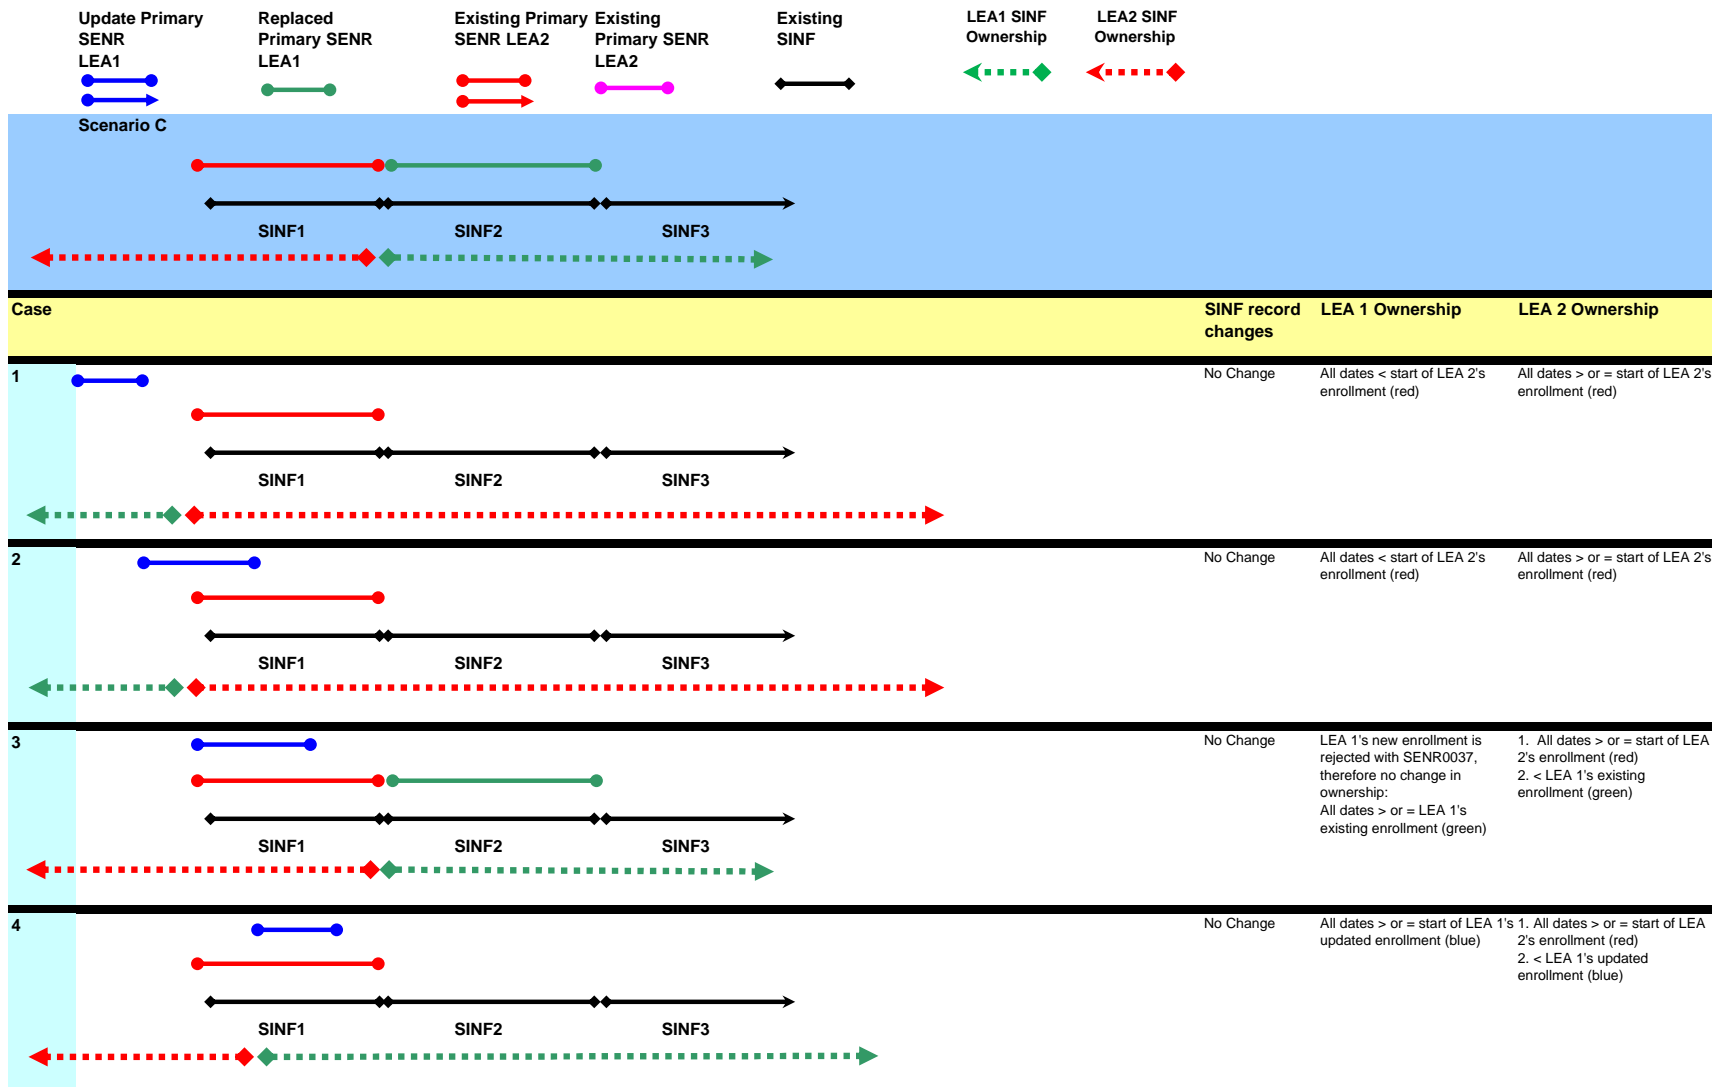 Update Primary
SENR
LEA1
Replaced
Primary SENR
LEA1
Existing Primary
SENR LEA2
Existing
Primary SENR
LEA2
Existing
SINF
LEA1 SINF
Ownership
LEA2 SINF
Ownership
Scenario C
SINF1
SINF2
SINF3
Case
SINF record
changes
LEA 1 Ownership
LEA 2 Ownership
1
No Change
All dates < start of LEA 2's
enrollment (red)
All dates > or = start of LEA 2's
enrollment (red)
SINF1
SINF2
SINF3
2
No Change
All dates < start of LEA 2's
enrollment (red)
All dates > or = start of LEA 2's
enrollment (red)
SINF1
SINF2
SINF3
3
No Change
LEA 1's new enrollment is
rejected with SENR0037,
therefore no change in
ownership:
All dates > or = LEA 1's
existing enrollment (green)
1. All dates > or = start of LEA
2's enrollment (red)
2. < LEA 1's existing
enrollment (green)
SINF1
SINF2
SINF3
4
No Change
All dates > or = start of LEA 1's
updated enrollment (blue)
1. All dates > or = start of LEA
2's enrollment (red)
2. < LEA 1's updated
enrollment (blue)
SINF1
SINF2
SINF3